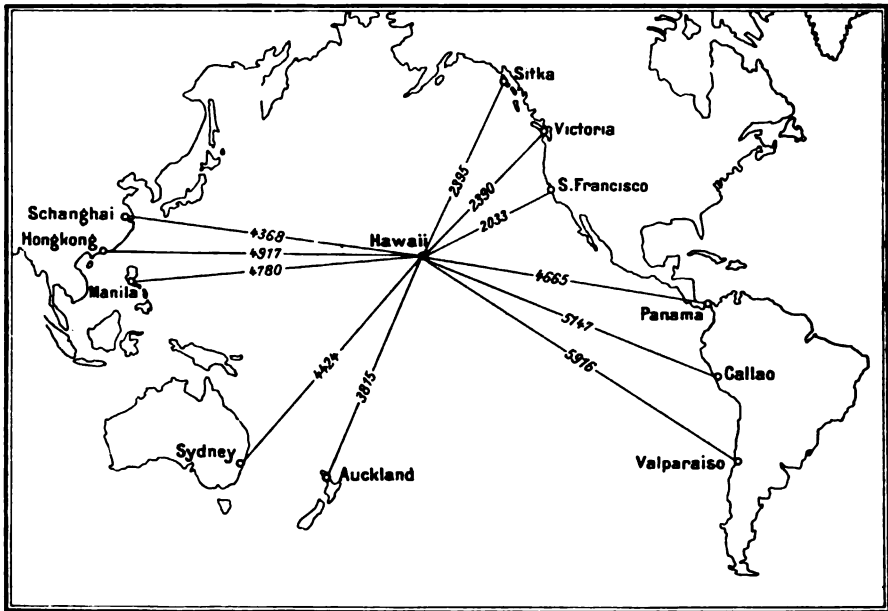 Sitka
Victoria
S. Francisco
2395
2390
2033
Schanghai
4368
Hawaii
Hongkong
4917
4780
Manila
4665
Panama
5147
Callao
5916
4424
3815
Sydney
Auckland
Valparaiso